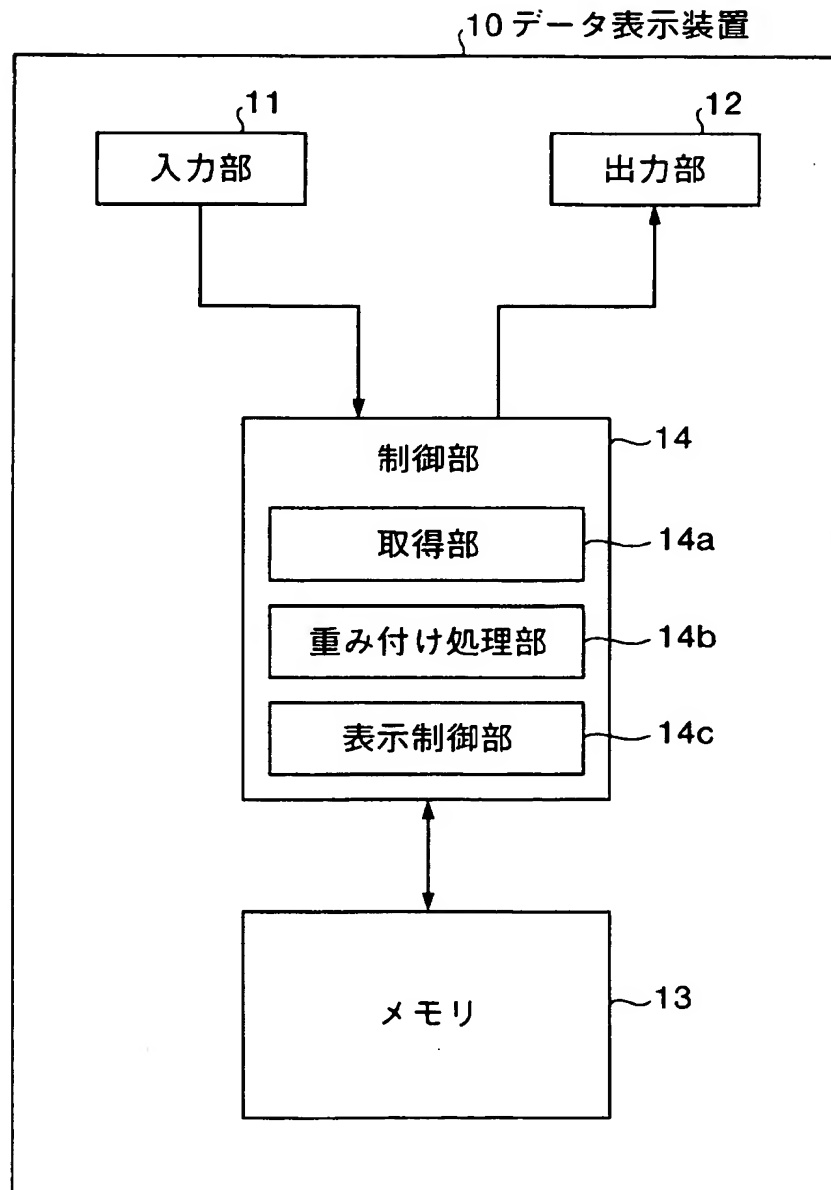 10データ表示装置
11
12
入力部
出力部
制御部
14
取得部
14a
重み付け処理部
14b
表示制御部
14c
メモリ
13